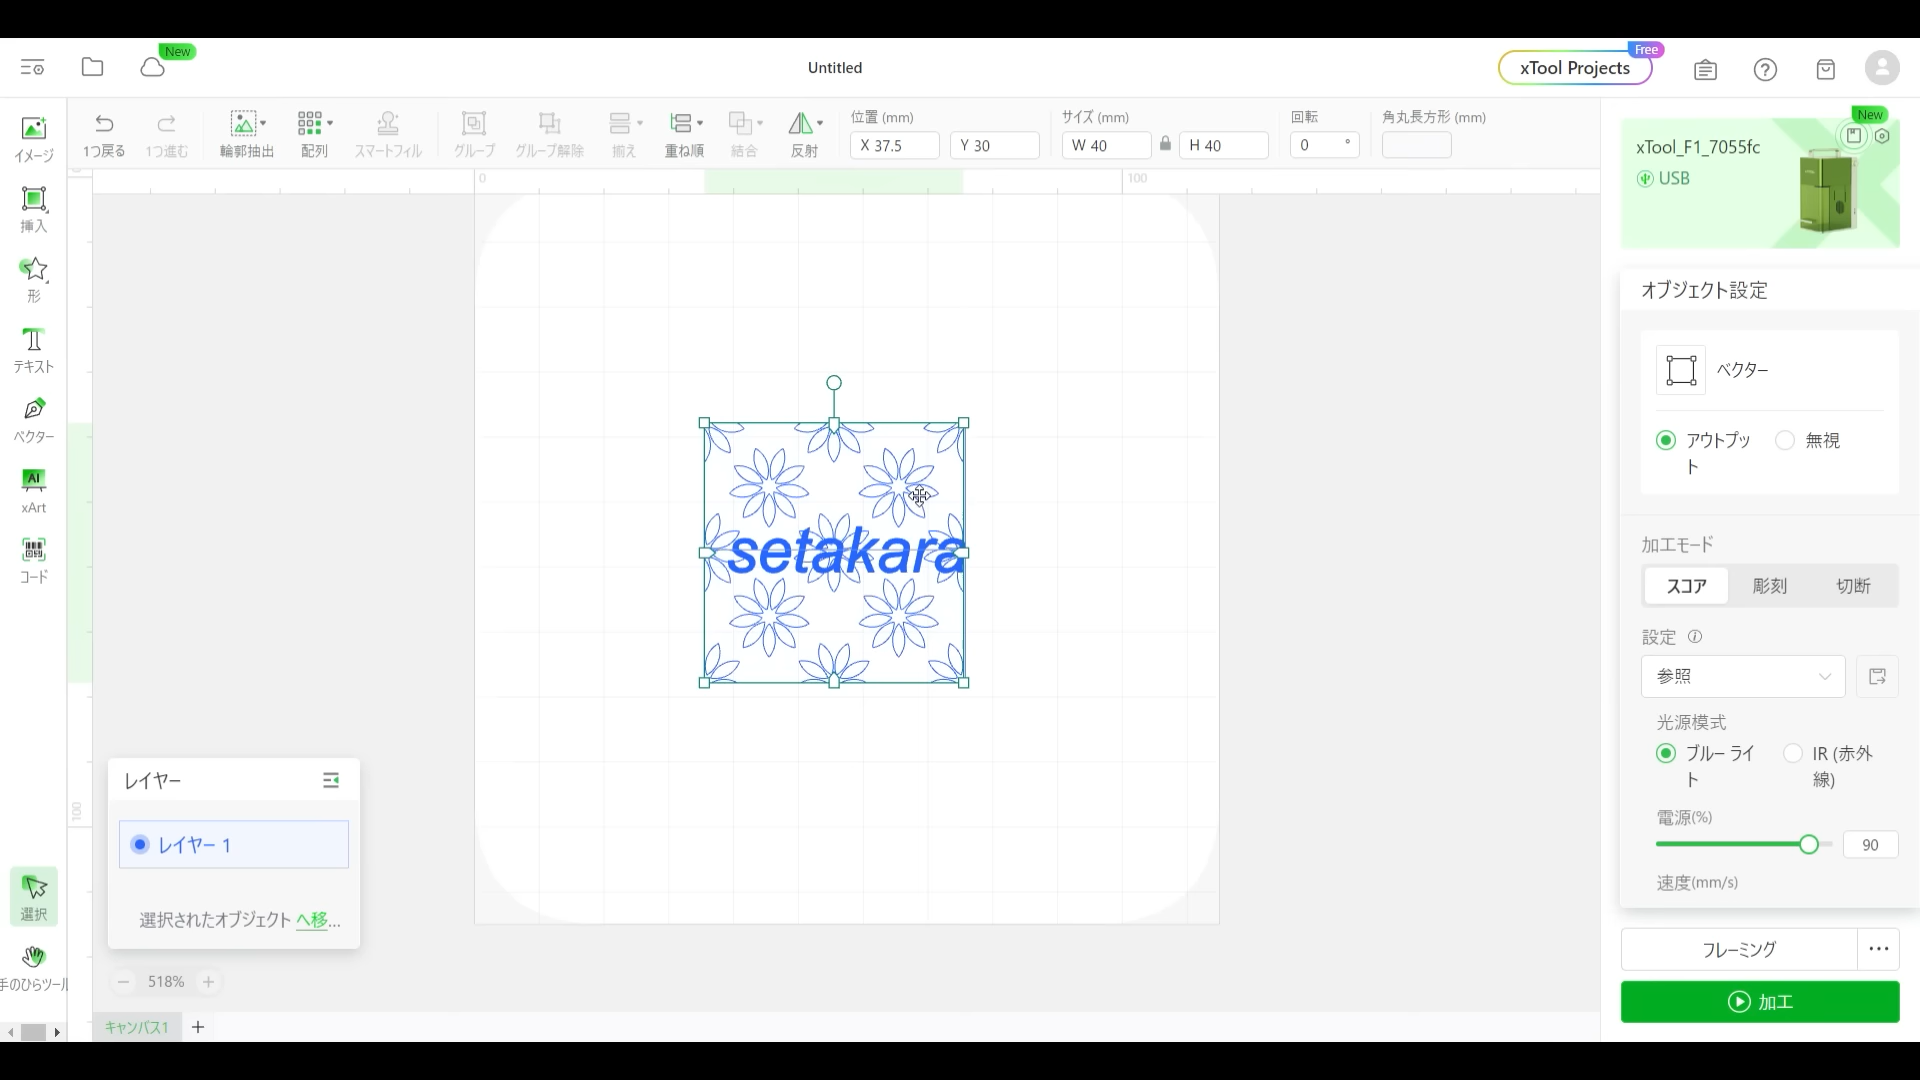 New
Untitled
Free
xTool Projects
イメージ
挿入
形
テキスト
ベクター
AI
xArt
コード
選択
手のひらツール
1つ戻る
1つ進む
輪郭抽出
配列
スマートフィル
グループ
グループ解除
揃え
重ね順
結合
反射
位置 (mm)
X 37.5
Y 30
サイズ (mm)
W 40
H 40
回転
0 °
角丸長方形 (mm)
0
100
100
setakara
レイヤー
レイヤー 1
選択されたオブジェクト へ移...
518%
キャンバス1
New
xTool_F1_7055fc
USB
オブジェクト設定
ベクター
アウトプッ
ト
無視
加工モード
スコア
彫刻
切断
設定
参照
光源模式
ブルー ライ
ト
IR (赤外
線)
電源(%)
90
速度(mm/s)
フレーミング
加工